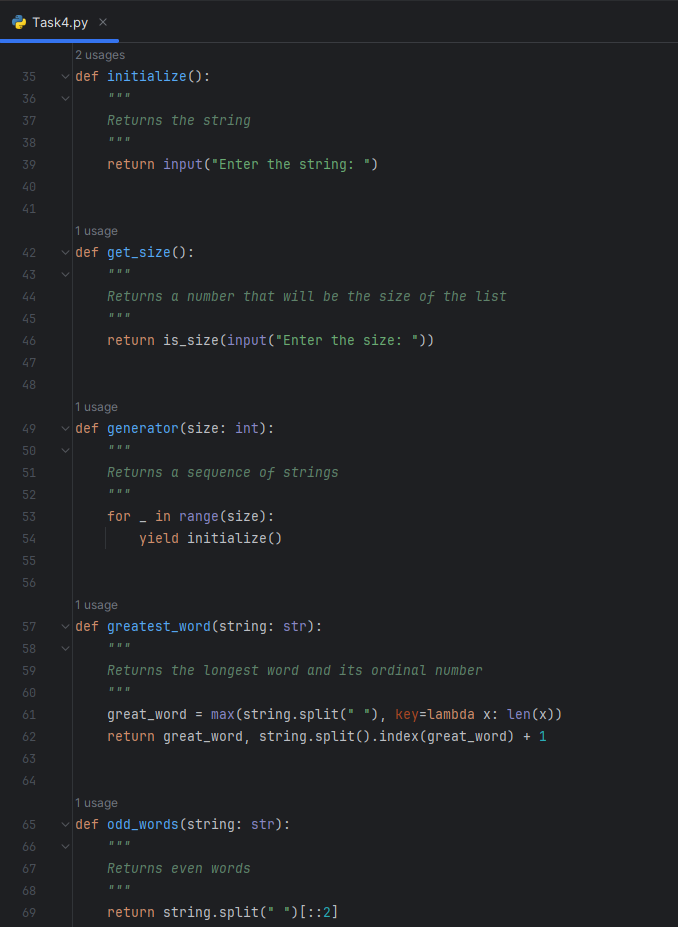 Task4.py
2 usages
35 def initialize():
36     """
37     Returns the string
38     """
39     return input("Enter the string: ")
40
41
1 usage
42 def get_size():
43     """
44     Returns a number that will be the size of the list
45     """
46     return is_size(input("Enter the size: "))
47
48
1 usage
49 def generator(size: int):
50     """
51     Returns a sequence of strings
52     """
53     for _ in range(size):
54         yield initialize()
55
56
1 usage
57 def greatest_word(string: str):
58     """
59     Returns the longest word and its ordinal number
60     """
61     great_word = max(string.split(" "), key=lambda x: len(x))
62     return great_word, string.split().index(great_word) + 1
63
64
1 usage
65 def odd_words(string: str):
66     """
67     Returns even words
68     """
69     return string.split(" ")[::2]